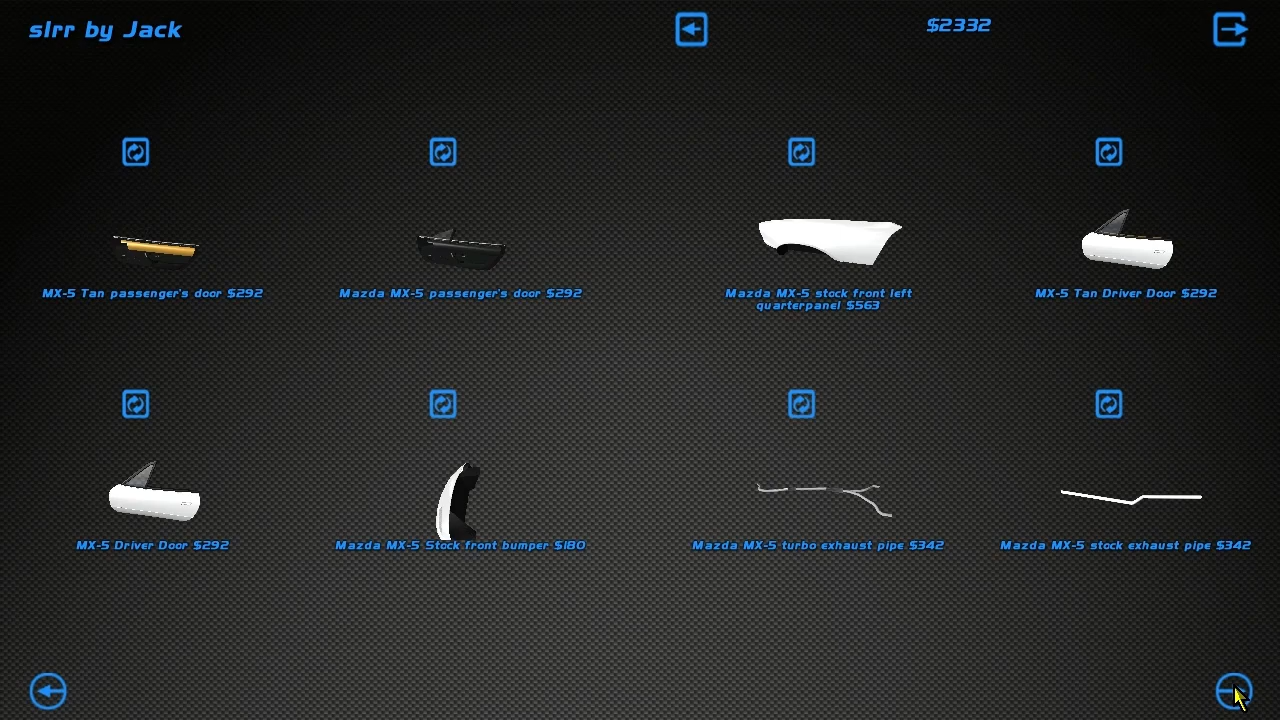 slrr by Jack
$2332
MX-5 Tan passenger's door $292
Mazda MX-5 passenger's door $292
Mazda MX-5 stock front left
quarterpanel $563
MX-5 Tan Driver Door $292
MX-5 Driver Door $292
Mazda MX-5 Stock front bumper $180
Mazda MX-5 turbo exhaust pipe $342
Mazda MX-5 stock exhaust pipe $342